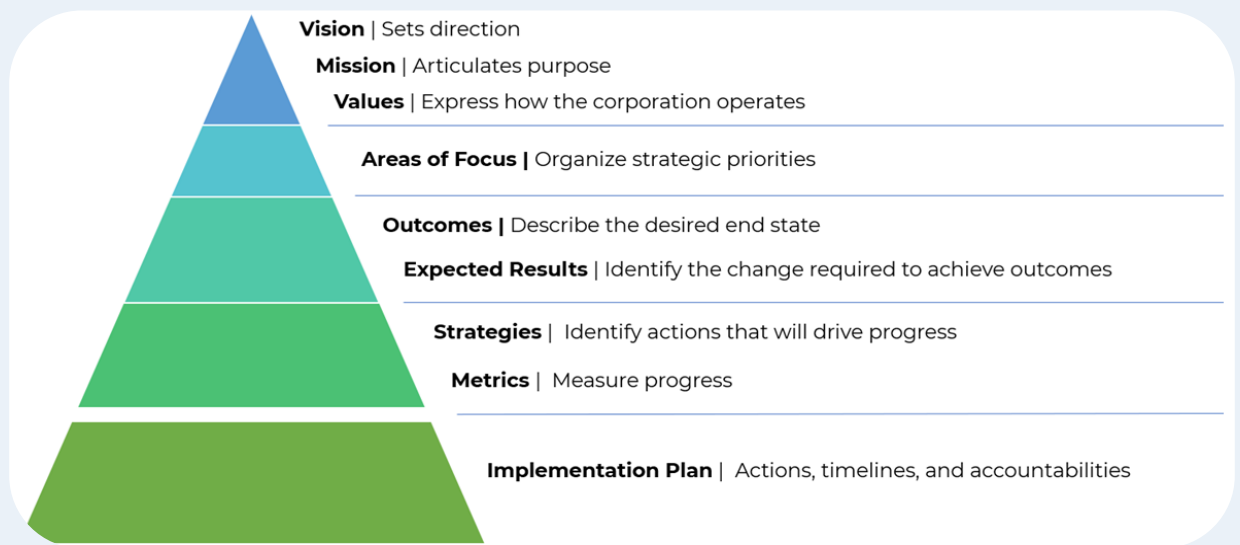 Vision | Sets direction
Mission | Articulates purpose
Values | Express how the corporation operates
Areas of Focus | Organize strategic priorities
Outcomes | Describe the desired end state
Expected Results | Identify the change required to achieve outcomes
Strategies | Identify actions that will drive progress
Metrics | Measure progress
Implementation Plan | Actions, timelines, and accountabilities